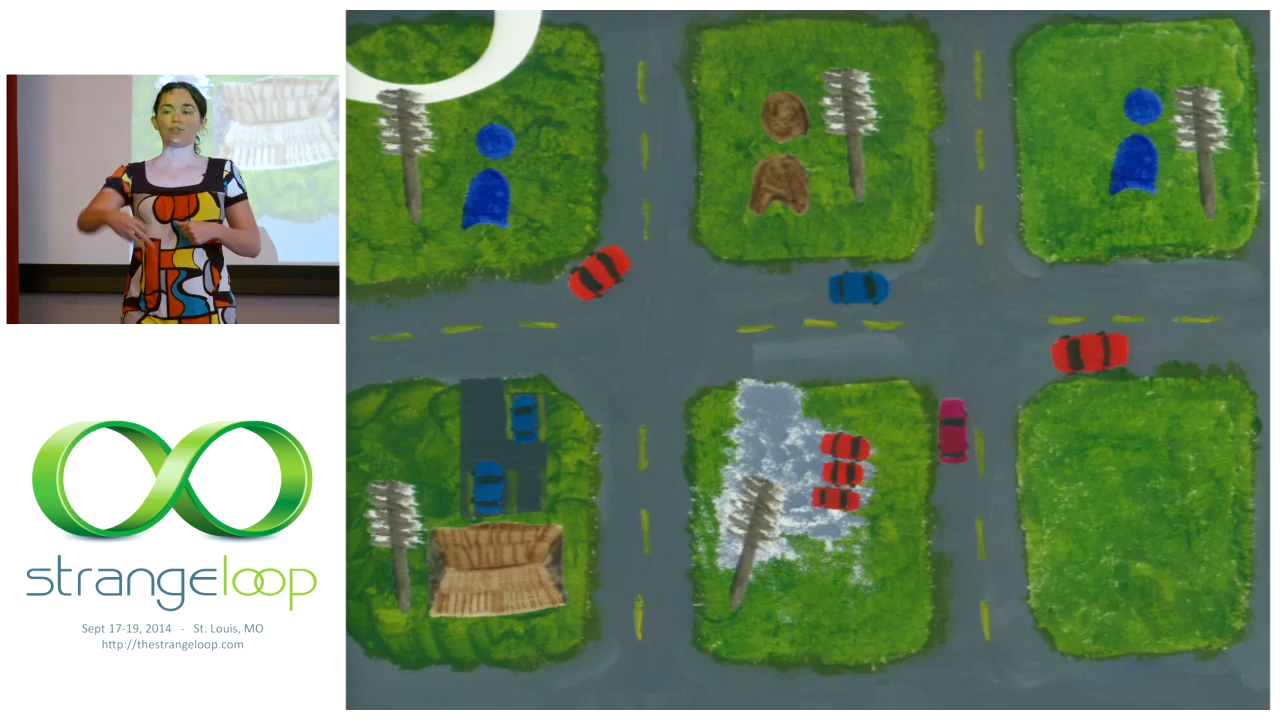 strangeloop
Sept 17-19, 2014 - St. Louis, MO
http://thestrangeloop.com